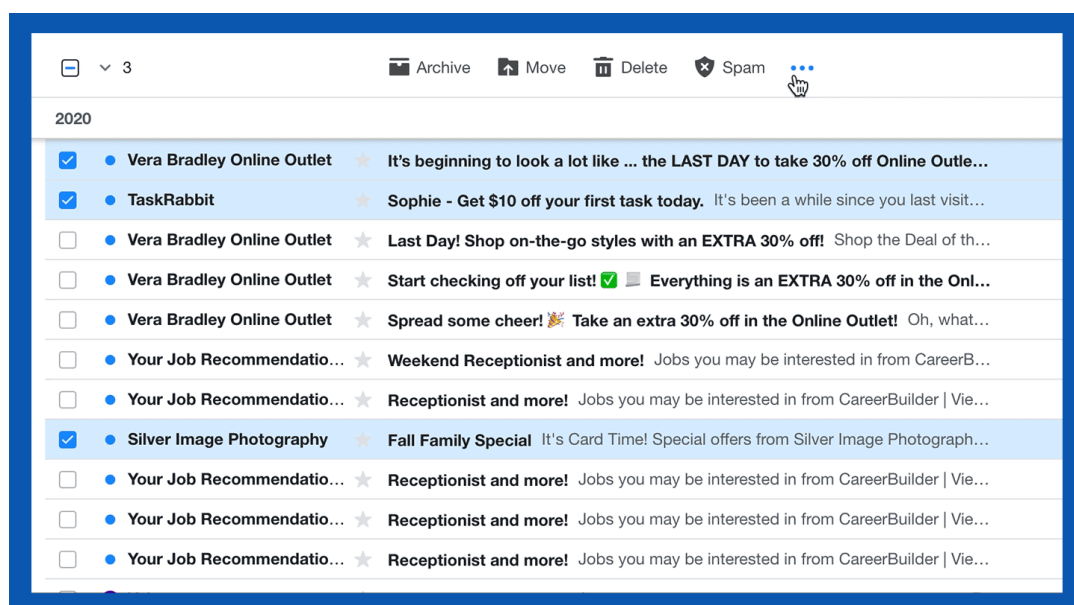 3 Archive Move Delete Spam
2020
Vera Bradley Online Outlet It's beginning to look a lot like ... the LAST DAY to take 30% off Online Outle...
TaskRabbit Sophie - Get $10 off your first task today. It's been a while since you last visit...
Vera Bradley Online Outlet Last Day! Shop on-the-go styles with an EXTRA 30% off! Shop the Deal of th...
Vera Bradley Online Outlet Start checking off your list! ✅ Everything is an EXTRA 30% off in the Onl...
Vera Bradley Online Outlet Spread some cheer! 🎉 Take an extra 30% off in the Online Outlet! Oh, what...
Your Job Recommendatio... Weekend Receptionist and more! Jobs you may be interested in from CareerB...
Your Job Recommendatio... Receptionist and more! Jobs you may be interested in from CareerBuilder | Vie...
Silver Image Photography Fall Family Special It's Card Time! Special offers from Silver Image Photograph...
Your Job Recommendatio... Receptionist and more! Jobs you may be interested in from CareerBuilder | Vie...
Your Job Recommendatio... Receptionist and more! Jobs you may be interested in from CareerBuilder | Vie...
Your Job Recommendatio... Receptionist and more! Jobs you may be interested in from CareerBuilder | Vie...